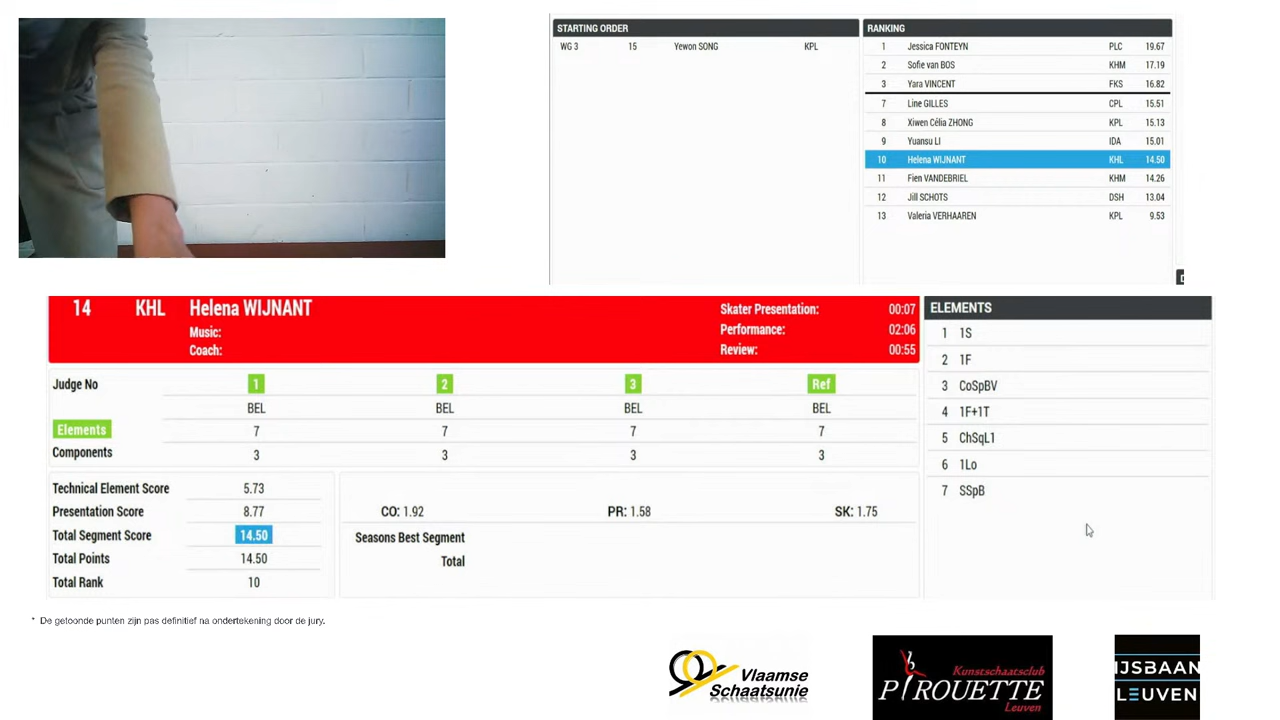 STARTING ORDER
WG 3 15 Yewon SONG KPL
RANKING
1 Jessica FONTEYN PLC 19.67
2 Sofie van BOS KHM 17.19
3 Yara VINCENT FKS 16.82
7 Line GILLES CPL 15.51
8 Xiwen Célia ZHONG KPL 15.13
9 Yuansu LI IDA 15.01
10 Helena WIJNANT KHL 14.50
11 Fien VANDEBRIEL KHM 14.26
12 Jill SCHOTS DSH 13.04
13 Valeria VERHAAREN KPL 9.53
14 KHL Helena WIJNANT
Music:
Coach:
Skater Presentation: 00:07
Performance: 02:06
Review: 00:55
Judge No 1 2 3 Ref
BEL BEL BEL BEL
Elements 7 7 7 7
Components 3 3 3 3
Technical Element Score 5.73
Presentation Score 8.77
Total Segment Score 14.50
Total Points 14.50
Total Rank 10
CO: 1.92 PR: 1.58 SK: 1.75
Seasons Best Segment
Total
ELEMENTS
1 1S
2 1F
3 CoSpBV
4 1F+1T
5 ChSqL1
6 1Lo
7 SSpB
* De getoonde punten zijn pas definitief na ondertekening door de jury.
Vlaamse
Schaatsunie
Kunstschaatsclub
PIROUETTE
Leuven
IJSBAAN
LEUVEN